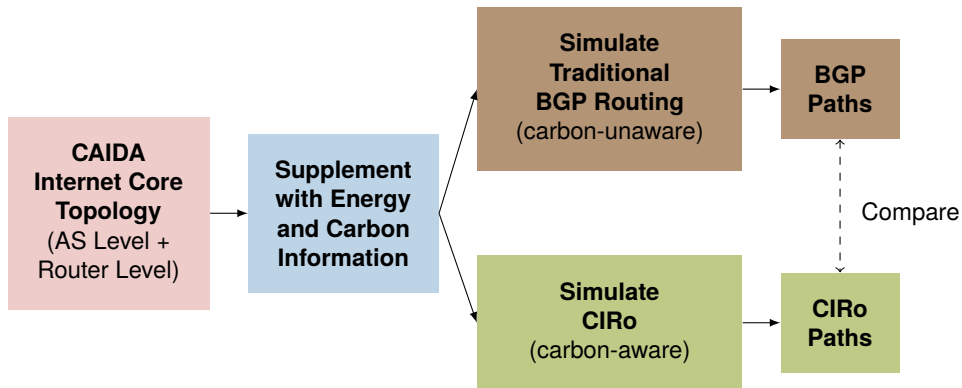 CAIDA
Internet Core
Topology
(AS Level +
Router Level)
Supplement
with Energy
and Carbon
Information
Simulate
Traditional
BGP Routing
(carbon-unaware)
BGP
Paths
Compare
Simulate
CIRo
(carbon-aware)
CIRo
Paths